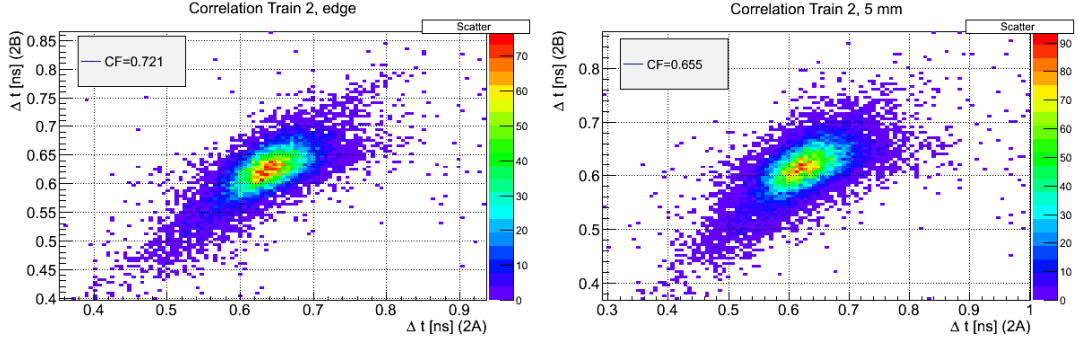 Correlation Train 2, edge
Scatter
CF=0.721
Δ t [ns] (2B)
0.85
0.8
0.75
0.7
0.65
0.6
0.55
0.5
0.45
0.4
0.4 0.5 0.6 0.7 0.8 0.9
Δ t [ns] (2A)
70
60
50
40
30
20
10
0
Correlation Train 2, 5 mm
Scatter
CF=0.655
Δ t [ns] (2B)
0.8
0.7
0.6
0.5
0.4
0.3 0.4 0.5 0.6 0.7 0.8 0.9 1
Δ t [ns] (2A)
90
80
70
60
50
40
30
20
10
0